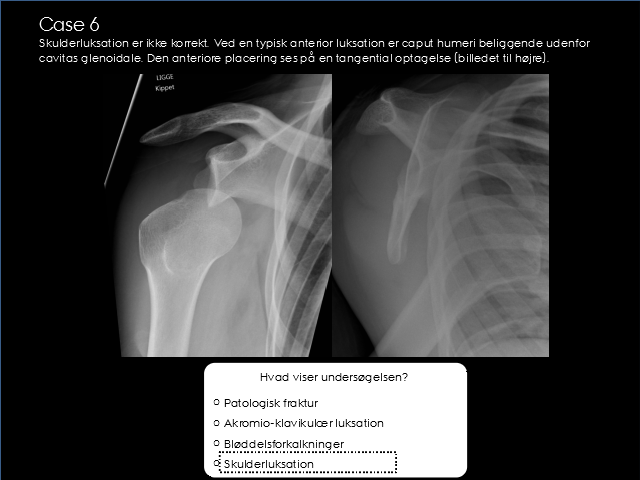 Case 6
Skulderluksation er ikke korrekt. Ved en typisk anterior luksation er caput humeri beliggende udenfor
cavitas glenoidale. Den anteriore placering ses på en tangential optagelse (billedet til højre).
LIGGE
Kippet
Hvad viser undersøgelsen?
Patologisk fraktur
Akromio-klavikulær luksation
Bløddelsforkalkninger
Skulderluksation